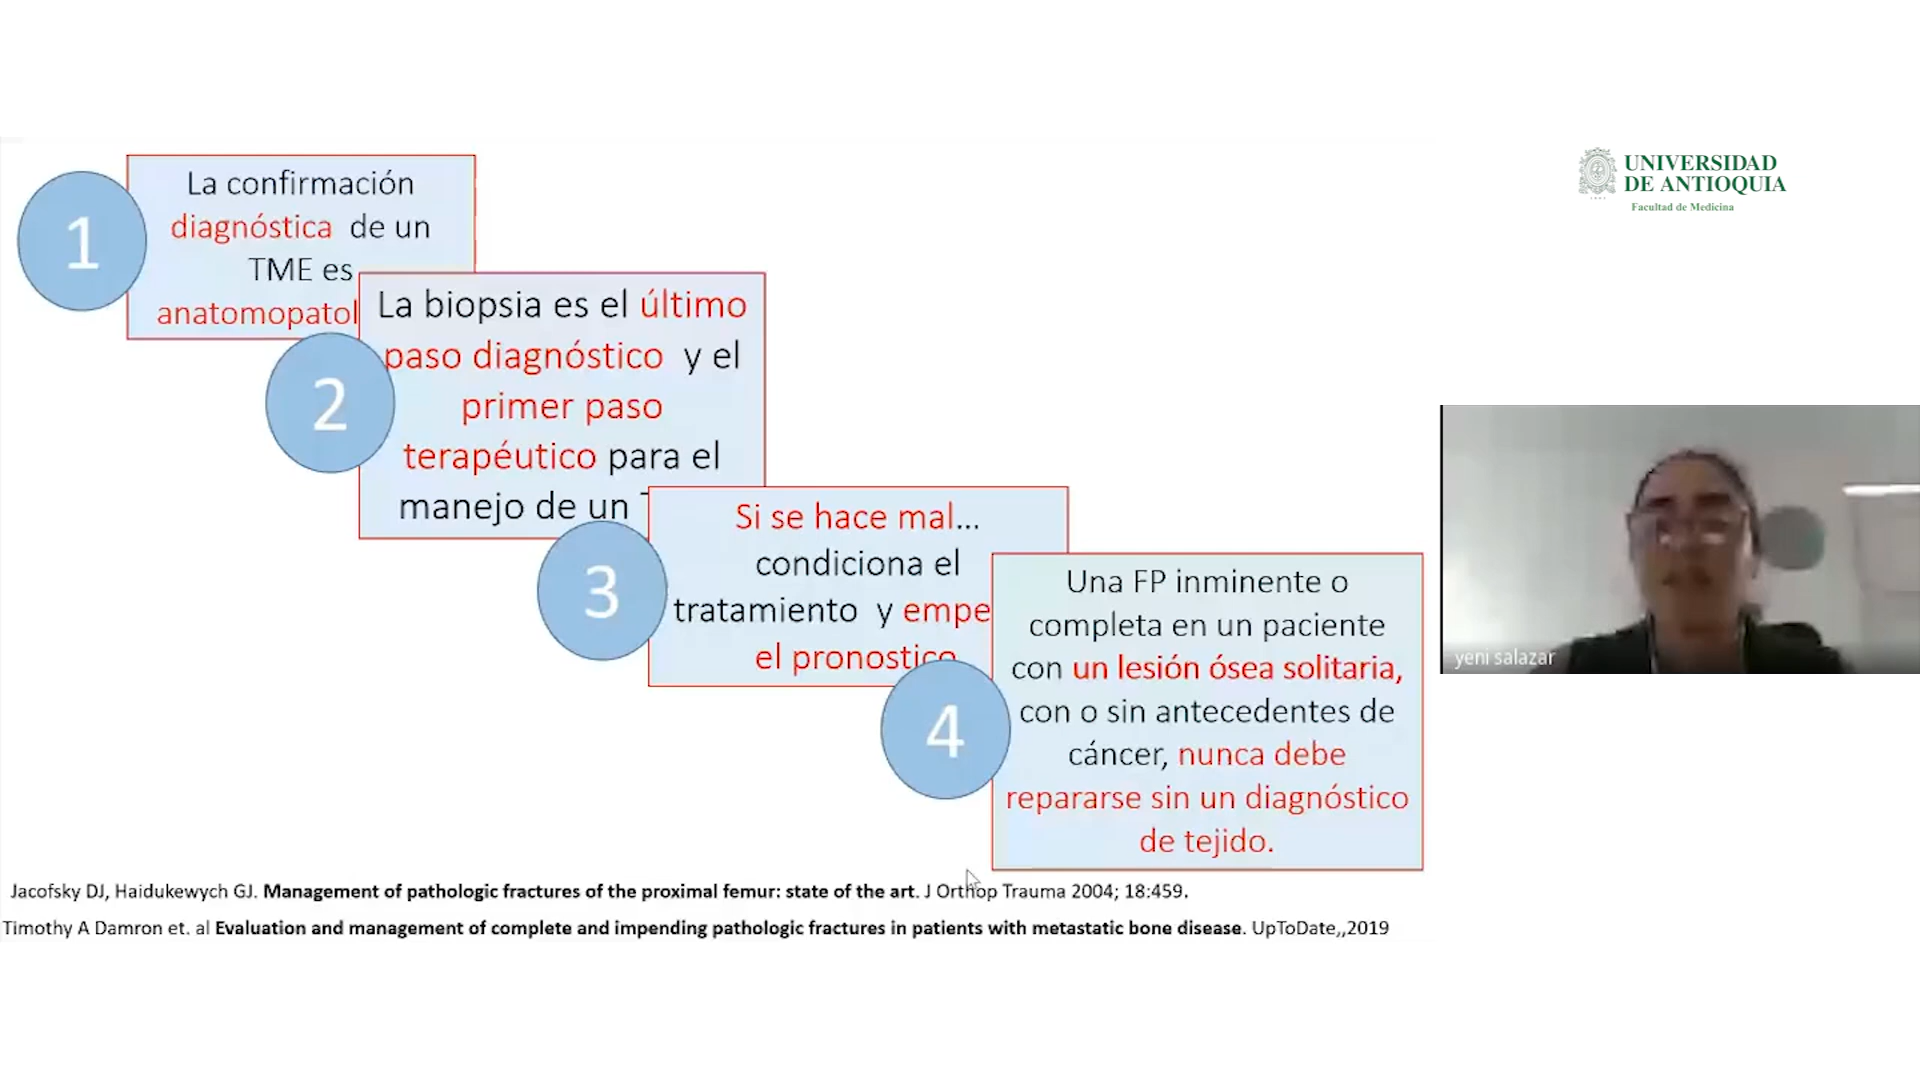 1
La confirmación
diagnóstica de un
TME es
anatomopatol
2
La biopsia es el último
paso diagnóstico y el
primer paso
terapéutico para el
manejo de un
3
Si se hace mal...
condiciona el
tratamiento y empe
el pronostico
4
Una FP inminente o
completa en un paciente
con un lesión ósea solitaria,
con o sin antecedentes de
cáncer, nunca debe
repararse sin un diagnóstico
de tejido.
Jacofsky DJ, Haidukewych GJ. Management of pathologic fractures of the proximal femur: state of the art. J Orthop Trauma 2004; 18:459.
Timothy A Damron et. al Evaluation and management of complete and impending pathologic fractures in patients with metastatic bone disease. UpToDate,,2019
UNIVERSIDAD
DE ANTIOQUIA
Facultad de Medicina
yeni salazar